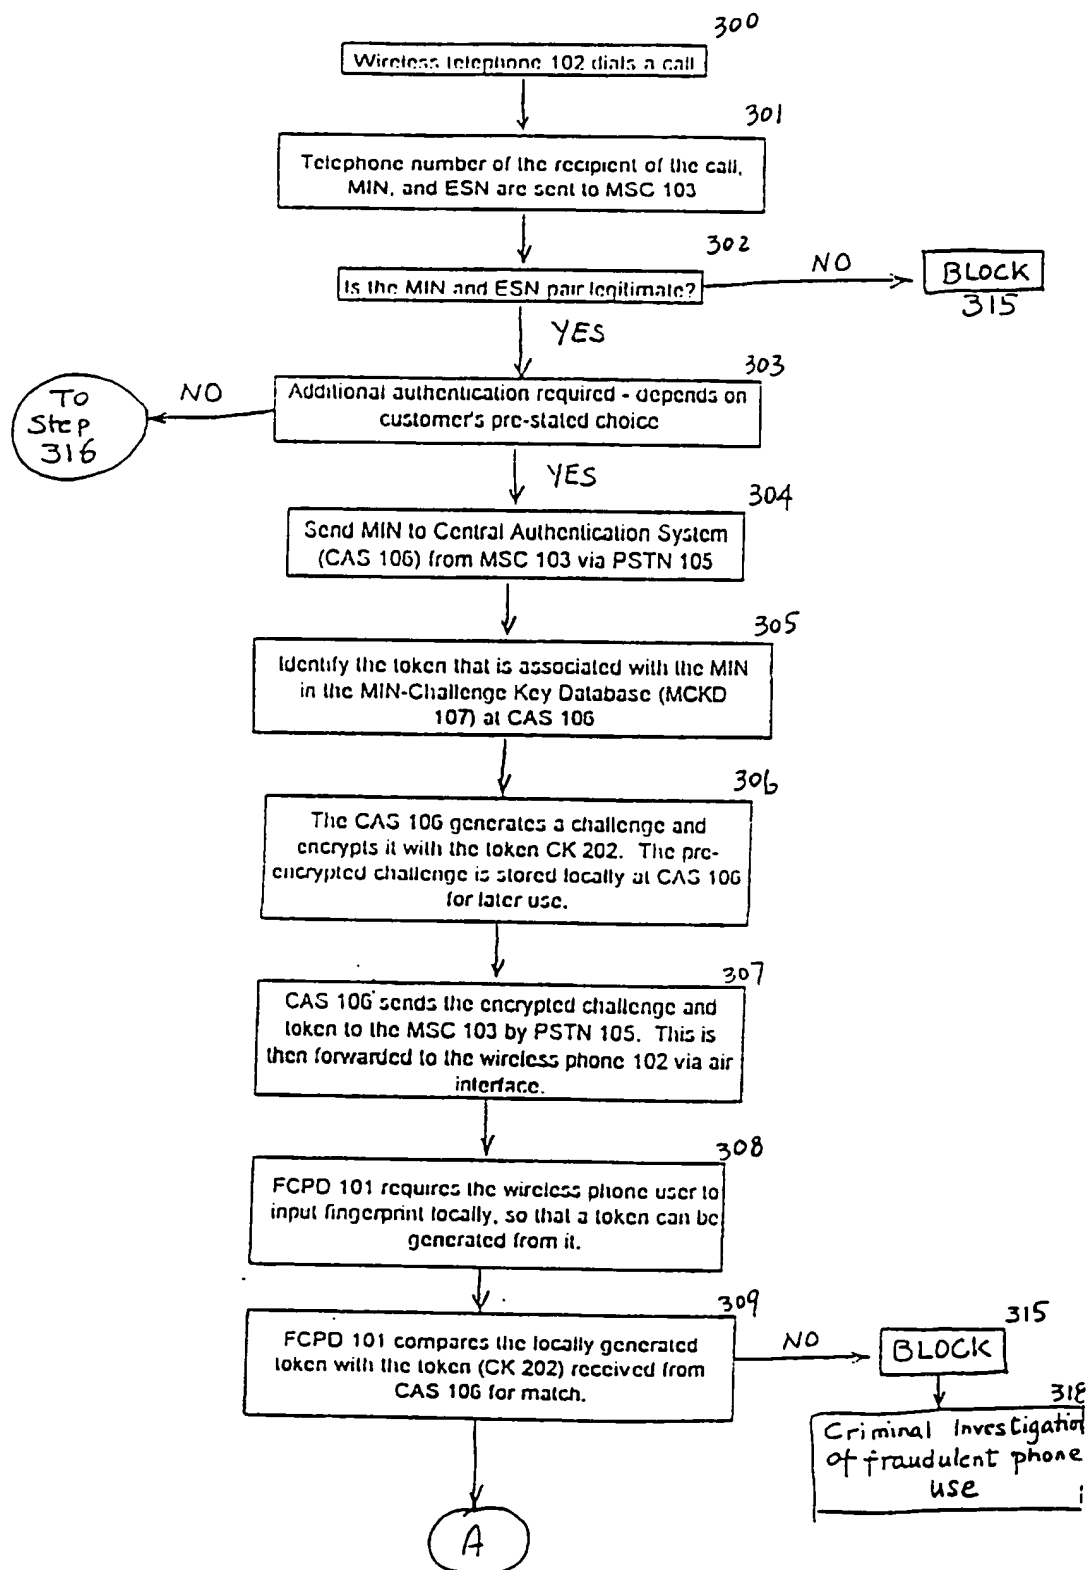 300
Wireless telephone 102 dials a call
301
Telephone number of the recipient of the call,
MIN, and ESN are sent to MSC 103
302
Is the MIN and ESN pair legitimate?
NO
BLOCK
315
YES
303
Additional authentication required - depends on
customer's pre-stated choice
NO
TO
Step
316
YES
304
Send MIN to Central Authentication System
(CAS 106) from MSC 103 via PSTN 105
305
Identify the token that is associated with the MIN
in the MIN-Challenge Key Database (MCKD
107) at CAS 106
306
The CAS 106 generates a challenge and
encrypts it with the token CK 202. The pre-
encrypted challenge is stored locally at CAS 106
for later use.
307
CAS 106 sends the encrypted challenge and
token to the MSC 103 by PSTN 105. This is
then forwarded to the wireless phone 102 via air
interface.
308
FCPD 101 requires the wireless phone user to
input fingerprint locally, so that a token can be
generated from it.
309
FCPD 101 compares the locally generated
token with the token (CK 202) received from
CAS 106 for match.
NO
315
BLOCK
318
Criminal Investigation
of fraudulent phone
use
A